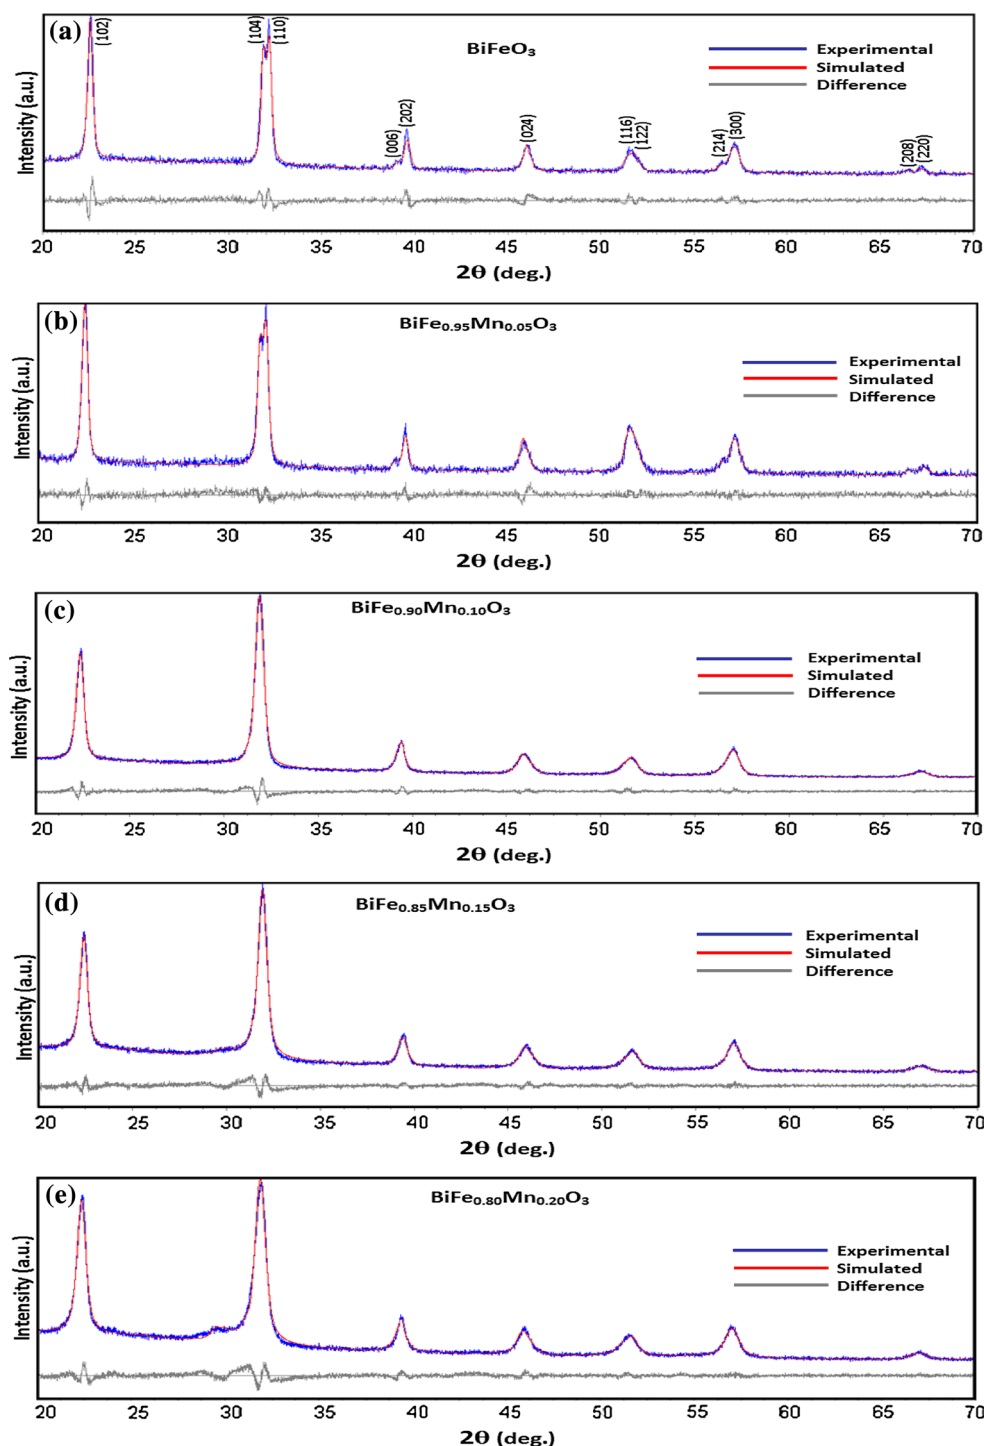 (a)
BiFeO₃
(102)
(104)
(110)
(006)
(202)
(024)
(116)
(122)
(214)
(300)
(208)
(220)
Experimental
Simulated
Difference
Intensity (a.u.)
20 25 30 35 40 45 50 55 60 65 70
2θ (deg.)
(b)
BiFe₀.₉₅Mn₀.₀₅O₃
Experimental
Simulated
Difference
Intensity (a.u.)
20 25 30 35 40 45 50 55 60 65 70
2θ (deg.)
(c)
BiFe₀.₉₀Mn₀.₁₀O₃
Experimental
Simulated
Difference
Intensity (a.u.)
20 25 30 35 40 45 50 55 60 65 70
2θ (deg.)
(d)
BiFe₀.₈₅Mn₀.₁₅O₃
Experimental
Simulated
Difference
Intensity (a.u.)
20 25 30 35 40 45 50 55 60 65 70
2θ (deg.)
(e)
BiFe₀.₈₀Mn₀.₂₀O₃
Experimental
Simulated
Difference
Intensity (a.u.)
20 25 30 35 40 45 50 55 60 65 70
2θ (deg.)